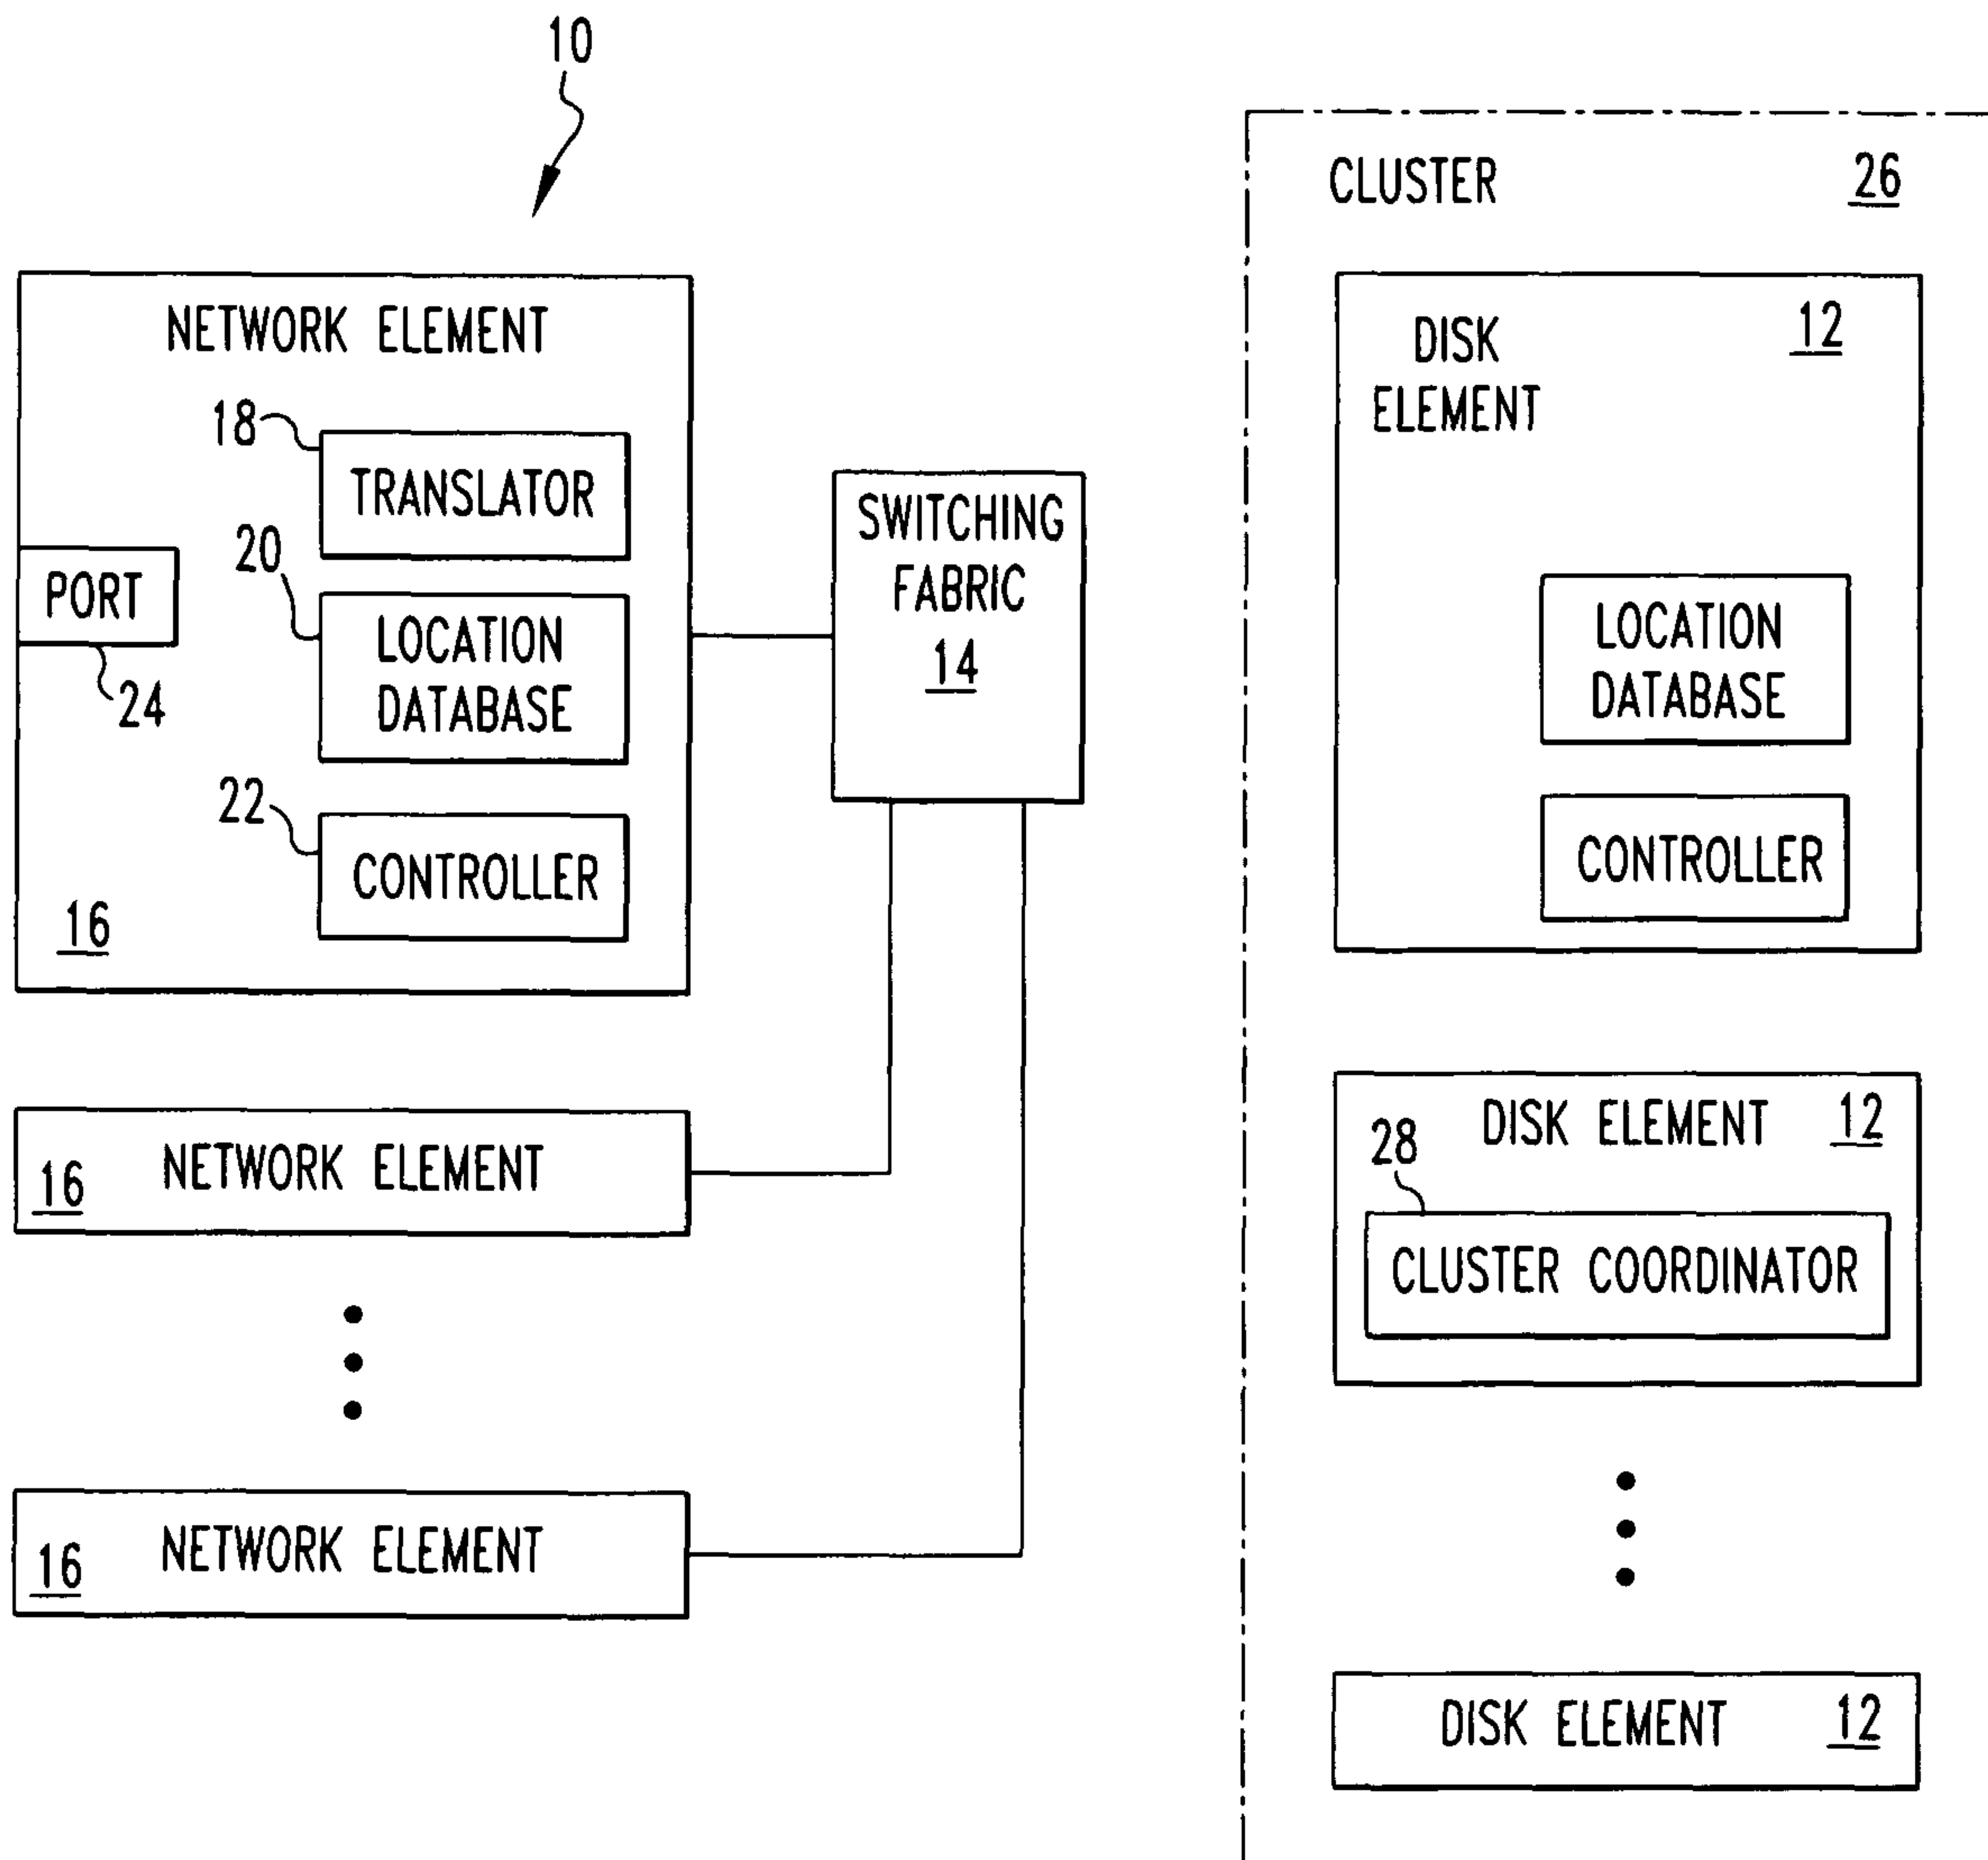 10
NETWORK ELEMENT
18
TRANSLATOR
20
PORT
24
LOCATION
DATABASE
22
CONTROLLER
16
SWITCHING
FABRIC
14
16
NETWORK ELEMENT
16
NETWORK ELEMENT
CLUSTER
26
DISK
ELEMENT
12
LOCATION
DATABASE
CONTROLLER
DISK ELEMENT
12
28
CLUSTER COORDINATOR
DISK ELEMENT
12